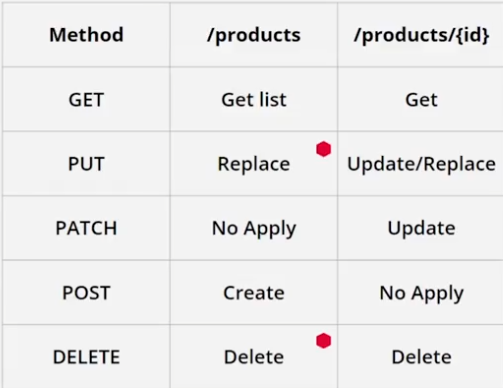 Method /products /products/{id}
GET Get list Get
PUT Replace Update/Replace
PATCH No Apply Update
POST Create No Apply
DELETE Delete Delete